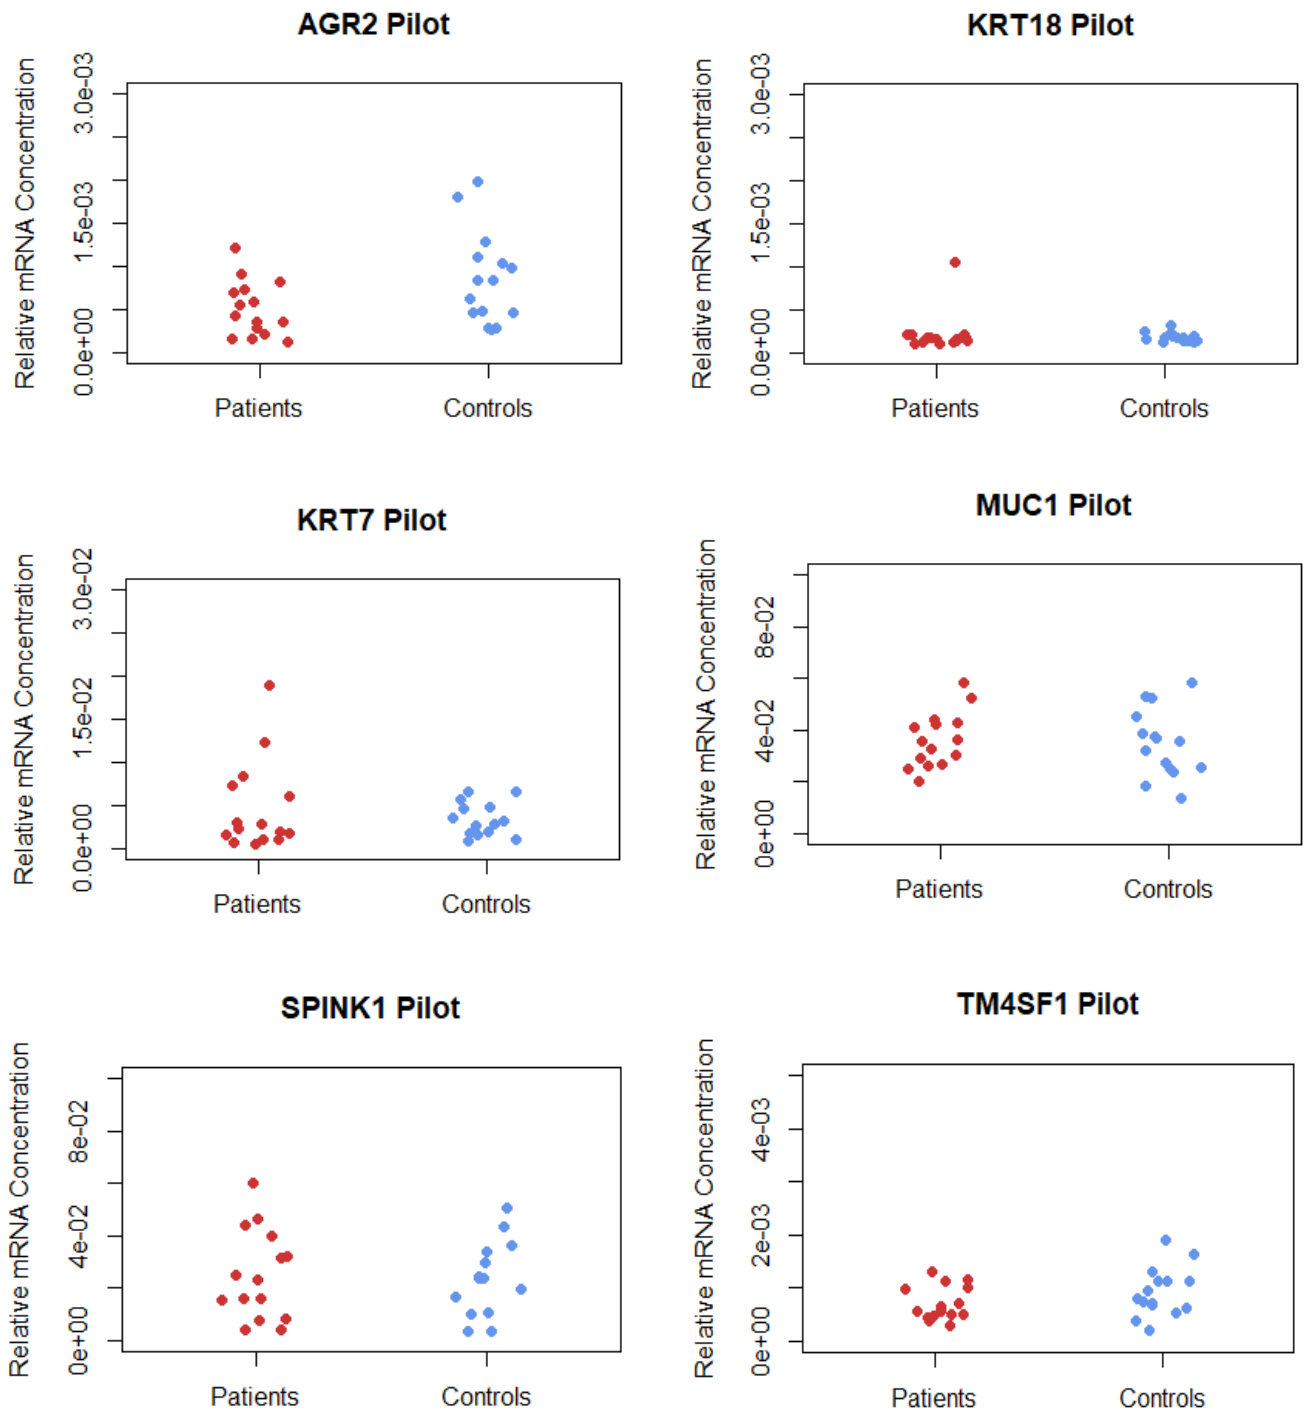 AGR2 Pilot
Relative mRNA Concentration
3.0e-03
1.5e-03
0.0e+00
Patients
Controls
KRT18 Pilot
Relative mRNA Concentration
3.0e-03
1.5e-03
0.0e+00
Patients
Controls
KRT7 Pilot
Relative mRNA Concentration
3.0e-02
1.5e-02
0.0e+00
Patients
Controls
MUC1 Pilot
Relative mRNA Concentration
8e-02
4e-02
0e+00
Patients
Controls
SPINK1 Pilot
Relative mRNA Concentration
8e-02
4e-02
0e+00
Patients
Controls
TM4SF1 Pilot
Relative mRNA Concentration
4e-03
2e-03
0e+00
Patients
Controls